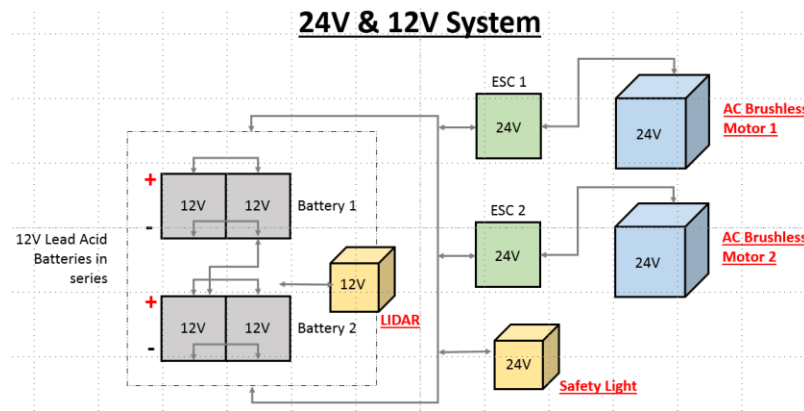 24V & 12V System
ESC 1
24V
24V
AC Brushless
Motor 1
+
12V
12V
Battery 1
-
12V Lead Acid
Batteries in
series
ESC 2
24V
24V
AC Brushless
Motor 2
12V
LIDAR
+
12V
12V
Battery 2
-
24V
Safety Light